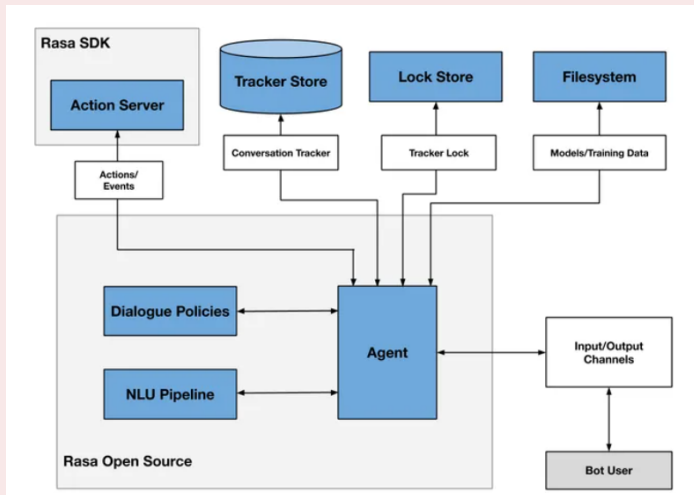 Rasa SDK
Action Server
Tracker Store
Lock Store
Filesystem
Conversation Tracker
Tracker Lock
Models/Training Data
Actions/
Events
Dialogue Policies
Agent
Input/Output
Channels
NLU Pipeline
Rasa Open Source
Bot User